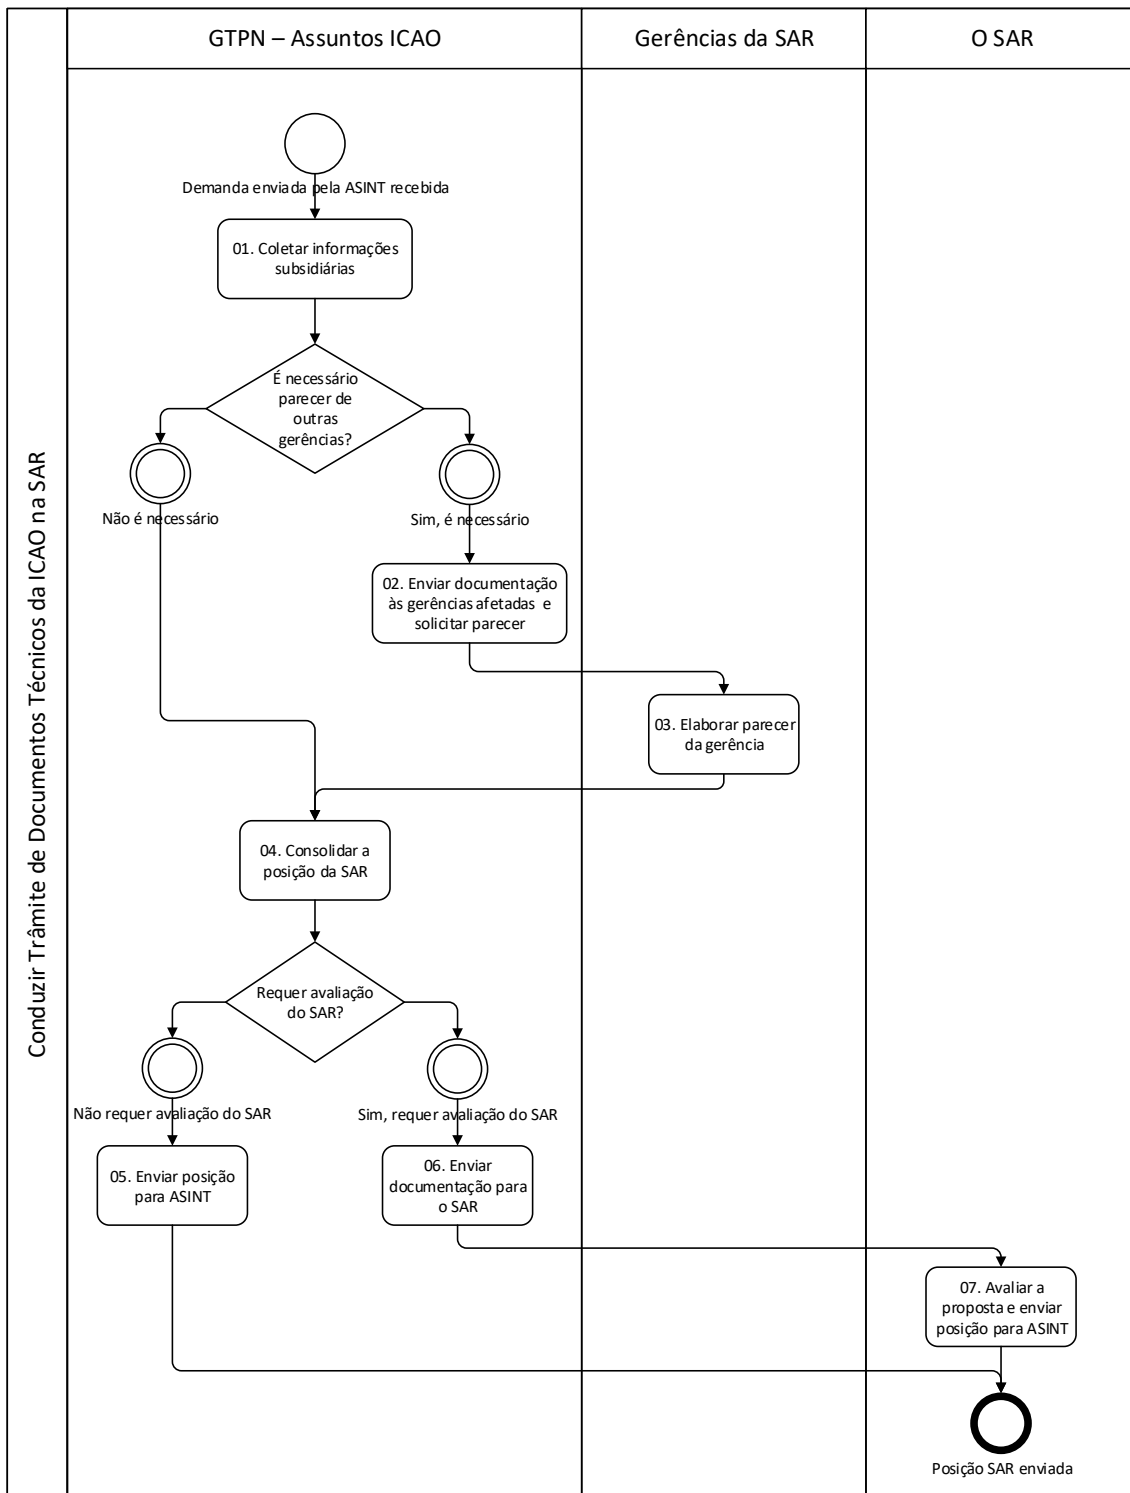 Conduzir Trâmite de Documentos Técnicos da ICAO na SAR
GTPN – Assuntos ICAO
Gerências da SAR
O SAR
Demanda enviada pela ASINT recebida
01. Coletar informações
subsidiárias
É necessário
parecer de
outras
gerências?
Não é necessário
Sim, é necessário
02. Enviar documentação
às gerências afetadas e
solicitar parecer
03. Elaborar parecer
da gerência
04. Consolidar a
posição da SAR
Requer avaliação
do SAR?
Não requer avaliação do SAR
Sim, requer avaliação do SAR
05. Enviar posição
para ASINT
06. Enviar
documentação para
o SAR
07. Avaliar a
proposta e enviar
posição para ASINT
Posição SAR enviada